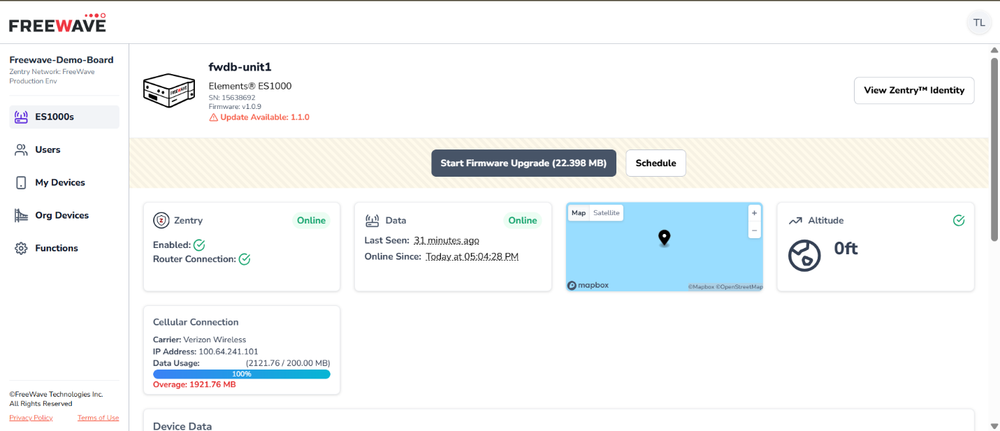 FREEWAVE
TL
Freewave-Demo-Board
Zentry Network: FreeWave
Production Env
ES1000s
Users
My Devices
Org Devices
Functions
©FreeWave Technologies Inc.
All Rights Reserved
Privacy Policy
Terms of Use
FREEWAVE
fwdb-unit1
Elements® ES1000
SN: 15638692
Firmware: v1.0.9
Update Available: 1.1.0
View Zentry™ Identity
Start Firmware Upgrade (22.398 MB)
Schedule
Z
Zentry
Online
Enabled:
Router Connection:
Data
Online
Last Seen: 31 minutes ago
Online Since: Today at 05:04:28 PM
Map
Satellite
+
−
mapbox
©Mapbox ©OpenStreetMap
Altitude
0ft
Cellular Connection
Carrier: Verizon Wireless
IP Address: 100.64.241.101
Data Usage: (2121.76 / 200.00 MB)
100%
Overage: 1921.76 MB
Device Data